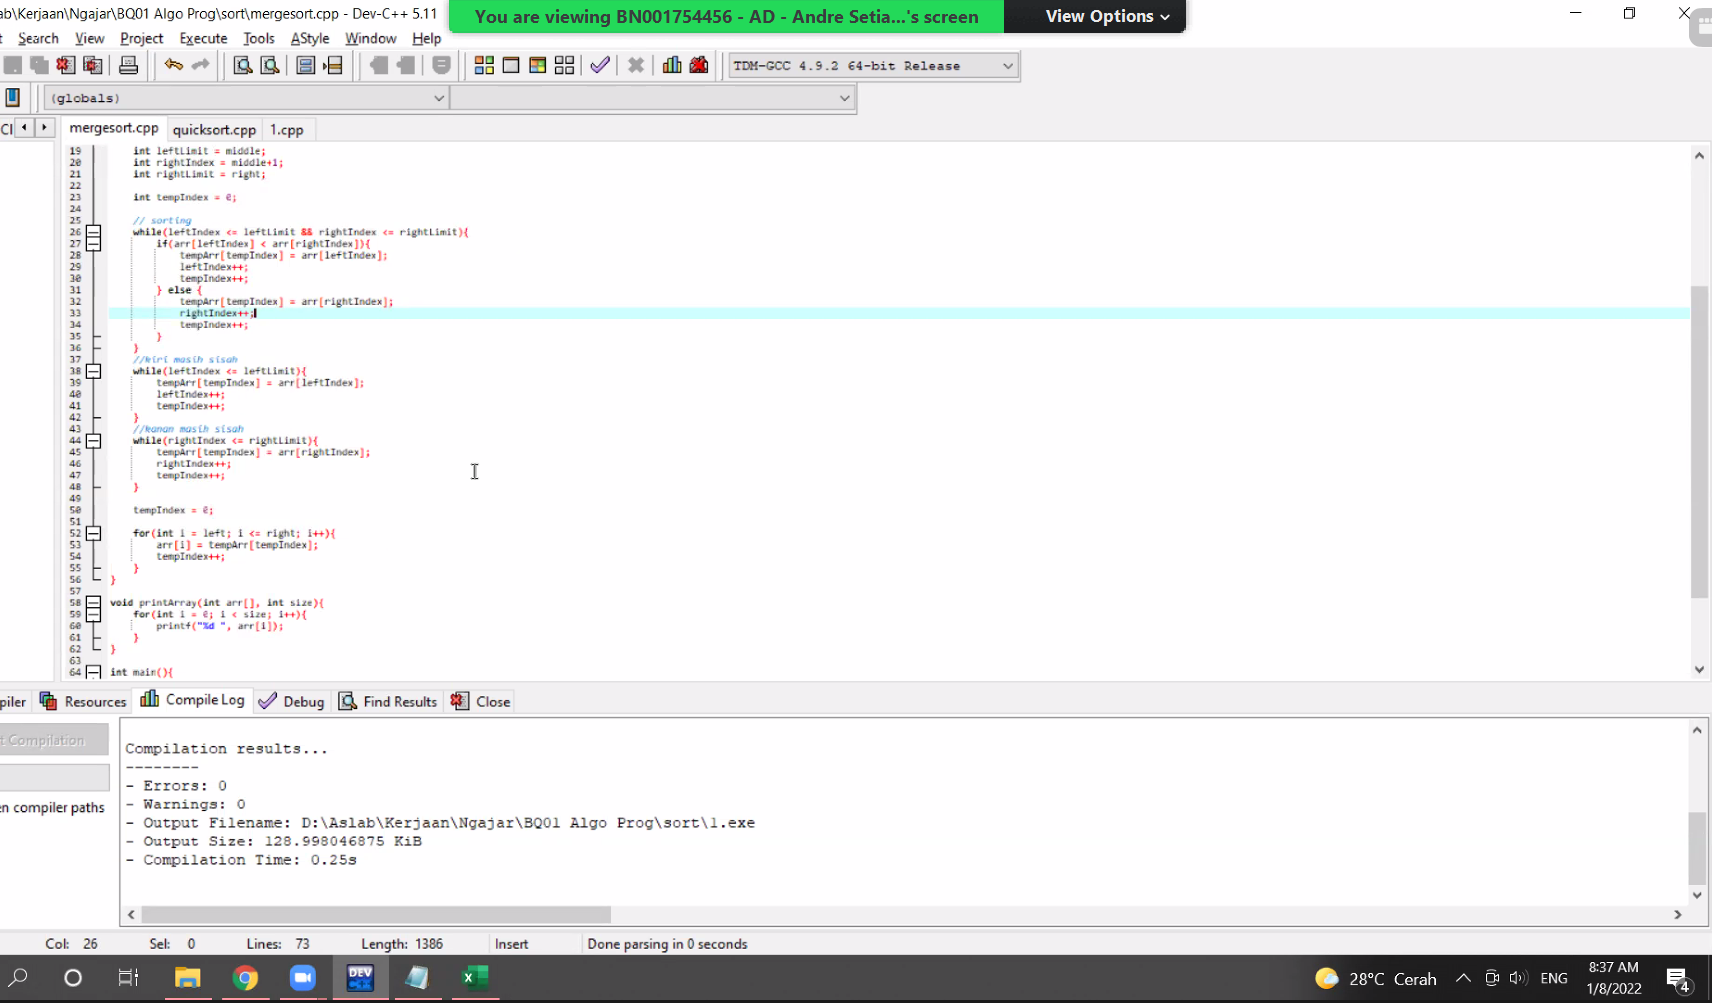 ab\Kerjaan\Ngajar\BQ01 Algo Prog\sort\mergesort.cpp - Dev-C++ 5.11
You are viewing BN001754456 - AD - Andre Setia...'s screen
View Options
t Search View Project Execute Tools AStyle Window Help
TDM-GCC 4.9.2 64-bit Release
(globals)
Cl
mergesort.cpp quicksort.cpp 1.cpp
19 int leftLimit = middle;
20 int rightIndex = middle+1;
21 int rightLimit = right;
22
23 int tempIndex = 0;
24
25 // sorting
26 while(leftIndex <= leftLimit && rightIndex <= rightLimit){
27 if(arr[leftIndex] < arr[rightIndex]){
28 tempArr[tempIndex] = arr[leftIndex];
29 leftIndex++;
30 tempIndex++;
31 } else {
32 tempArr[tempIndex] = arr[rightIndex];
33 rightIndex++;
34 tempIndex++;
35 }
36 }
37 //kiri masih sisah
38 while(leftIndex <= leftLimit){
39 tempArr[tempIndex] = arr[leftIndex];
40 leftIndex++;
41 tempIndex++;
42 }
43 //kanan masih sisah
44 while(rightIndex <= rightLimit){
45 tempArr[tempIndex] = arr[rightIndex];
46 rightIndex++;
47 tempIndex++;
48 }
49
50 tempIndex = 0;
51
52 for(int i = left; i <= right; i++){
53 arr[i] = tempArr[tempIndex];
54 tempIndex++;
55 }
56 }
57
58 void printArray(int arr[], int size){
59 for(int i = 0; i < size; i++){
60 printf("%d ", arr[i]);
61 }
62 }
63
64 int main(){
piler Resources Compile Log Debug Find Results Close
t Compilation
en compiler paths
Compilation results...
--------
- Errors: 0
- Warnings: 0
- Output Filename: D:\Aslab\Kerjaan\Ngajar\BQ01 Algo Prog\sort\1.exe
- Output Size: 128.998046875 KiB
- Compilation Time: 0.25s
Col: 26 Sel: 0 Lines: 73 Length: 1386 Insert Done parsing in 0 seconds
DEV
C++
28°C Cerah
ENG
8:37 AM
1/8/2022
4